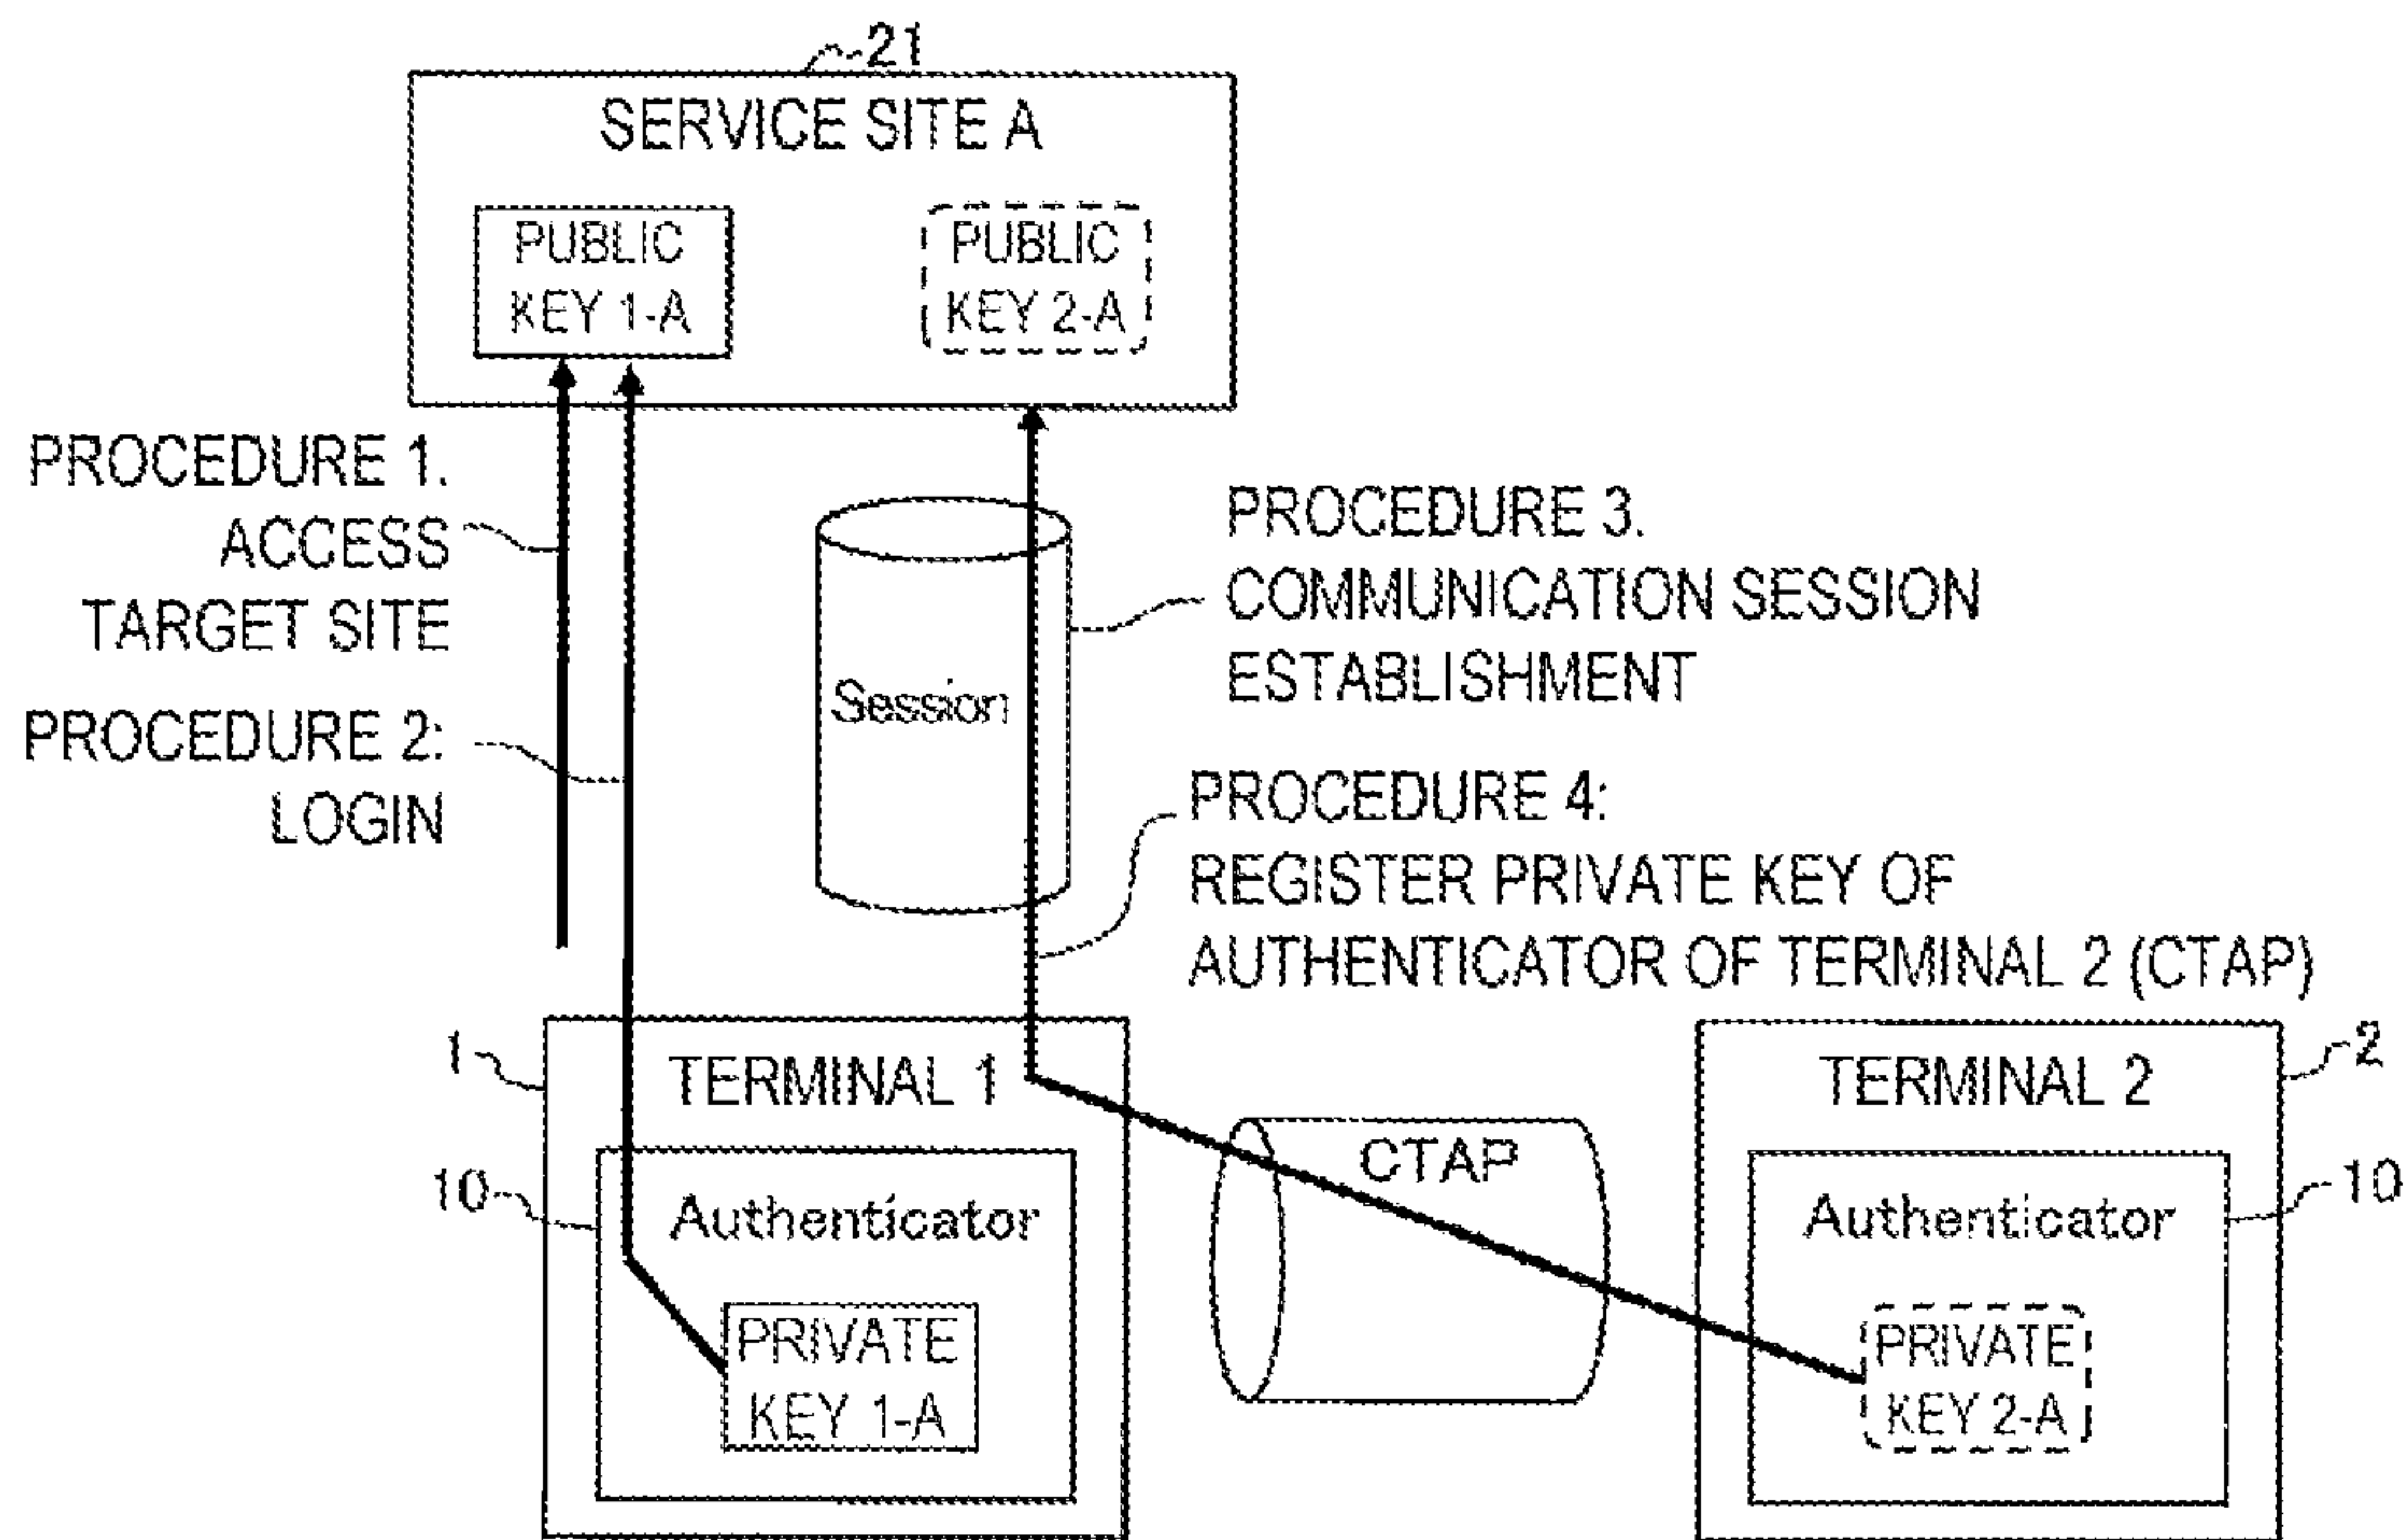 21
SERVICE SITE A
PUBLIC
KEY 1-A
PUBLIC
KEY 2-A
PROCEDURE 1.
ACCESS
TARGET SITE
PROCEDURE 2:
LOGIN
Session
PROCEDURE 3.
COMMUNICATION SESSION
ESTABLISHMENT
PROCEDURE 4:
REGISTER PRIVATE KEY OF
AUTHENTICATOR OF TERMINAL 2 (CTAP)
1
TERMINAL 1
10
Authenticator
PRIVATE
KEY 1-A
CTAP
2
TERMINAL 2
10
Authenticator
PRIVATE
KEY 2-A